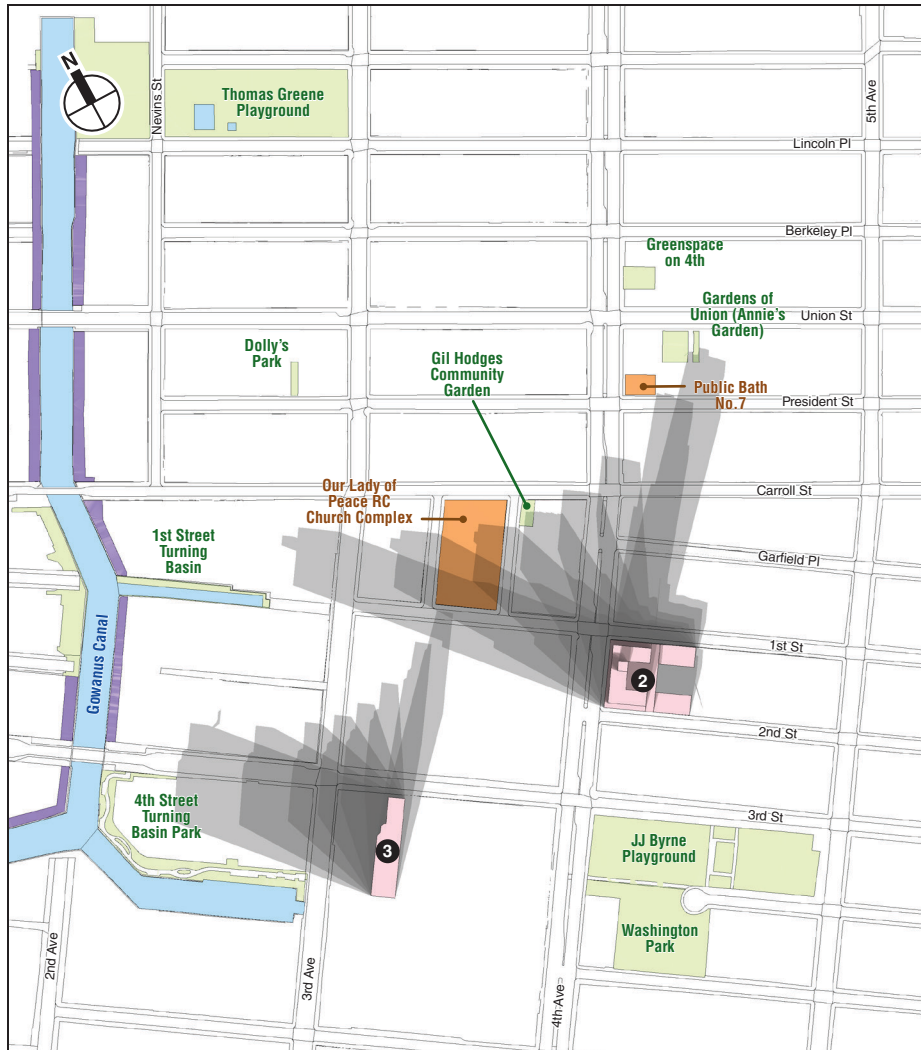 N
Nevins St
Thomas Greene
Playground
5th Ave
Lincoln Pl
Berkeley Pl
Greenspace
on 4th
Gardens of
Union (Annie's
Garden)
Union St
Dolly's
Park
Gil Hodges
Community
Garden
Public Bath
No.7
President St
Our Lady of
Peace RC
Church Complex
Carroll St
1st Street
Turning
Basin
Garfield Pl
Gowanus Canal
1st St
2
2nd St
4th Street
Turning
Basin Park
3rd St
3
JJ Byrne
Playground
Washington
Park
2nd Ave
3rd Ave
4th Ave